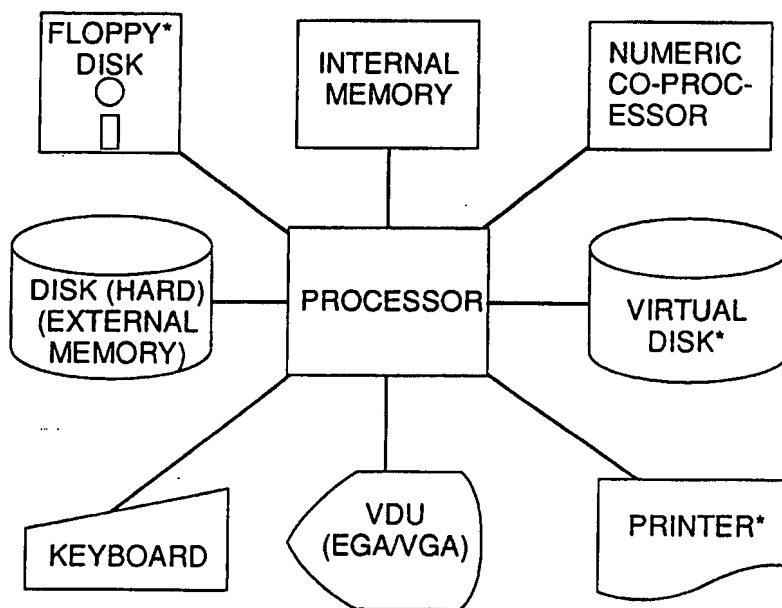 FLOPPY*
DISK
INTERNAL
MEMORY
NUMERIC
CO-PROC-
ESSOR
DISK (HARD)
(EXTERNAL
MEMORY)
PROCESSOR
VIRTUAL
DISK*
KEYBOARD
VDU
(EGA/VGA)
PRINTER*